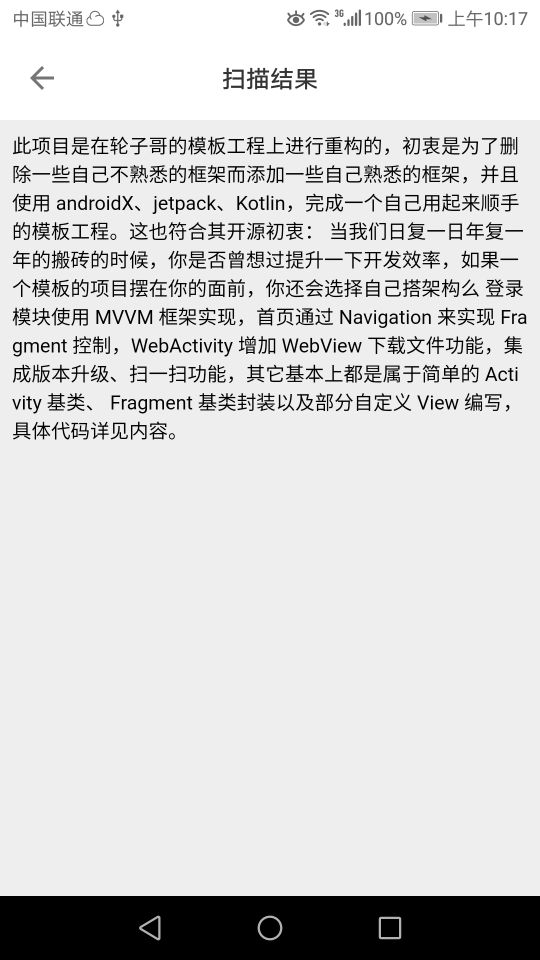 中国联通 3G 100% 上午10:17
扫描结果
此项目是在轮子哥的模板工程上进行重构的，初衷是为了删
除一些自己不熟悉的框架而添加一些自己熟悉的框架，并且
使用 androidX、jetpack、Kotlin，完成一个自己用起来顺手
的模板工程。这也符合其开源初衷： 当我们日复一日年复一
年的搬砖的时候，你是否曾想过提升一下开发效率，如果一
个模板的项目摆在你的面前，你还会选择自己搭架构么 登录
模块使用 MVVM 框架实现，首页通过 Navigation 来实现 Fra
gment 控制，WebActivity 增加 WebView 下载文件功能，集
成版本升级、扫一扫功能，其它基本上都是属于简单的 Acti
vity 基类、 Fragment 基类封装以及部分自定义 View 编写，
具体代码详见内容。